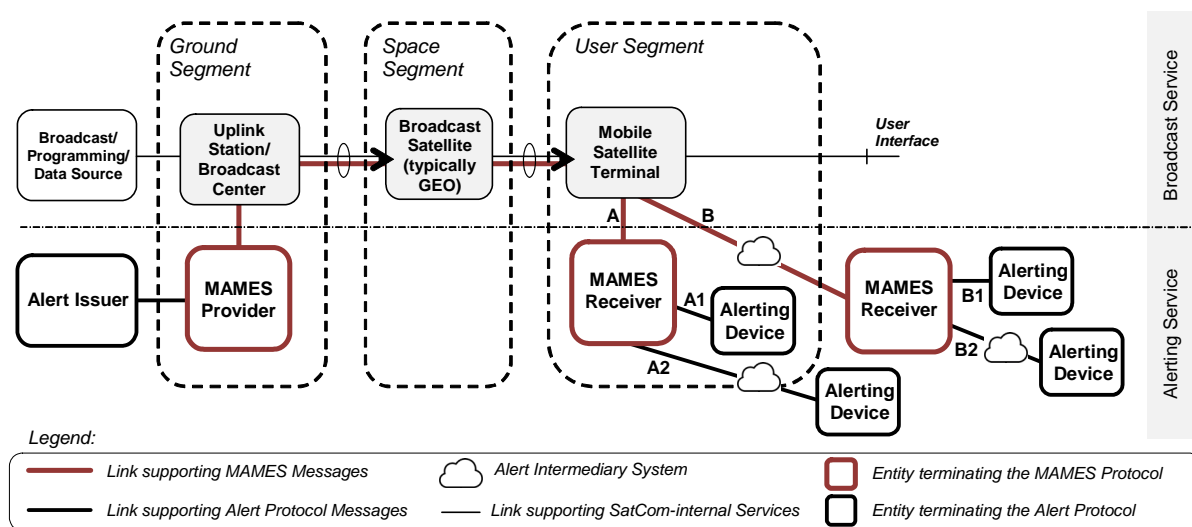 Ground
Segment
Space
Segment
User Segment
Broadcast/
Programming/
Data Source
Uplink
Station/
Broadcast
Center
Broadcast
Satellite
(typically
GEO)
Mobile
Satellite
Terminal
User
Interface
Broadcast Service
A
B
Alert Issuer
MAMES
Provider
MAMES
Receiver
A1
Alerting
Device
A2
Alerting
Device
MAMES
Receiver
B1
Alerting
Device
B2
Alerting
Device
Alerting Service
Legend:
Link supporting MAMES Messages
Alert Intermediary System
Entity terminating the MAMES Protocol
Link supporting Alert Protocol Messages
Link supporting SatCom-internal Services
Entity terminating the Alert Protocol